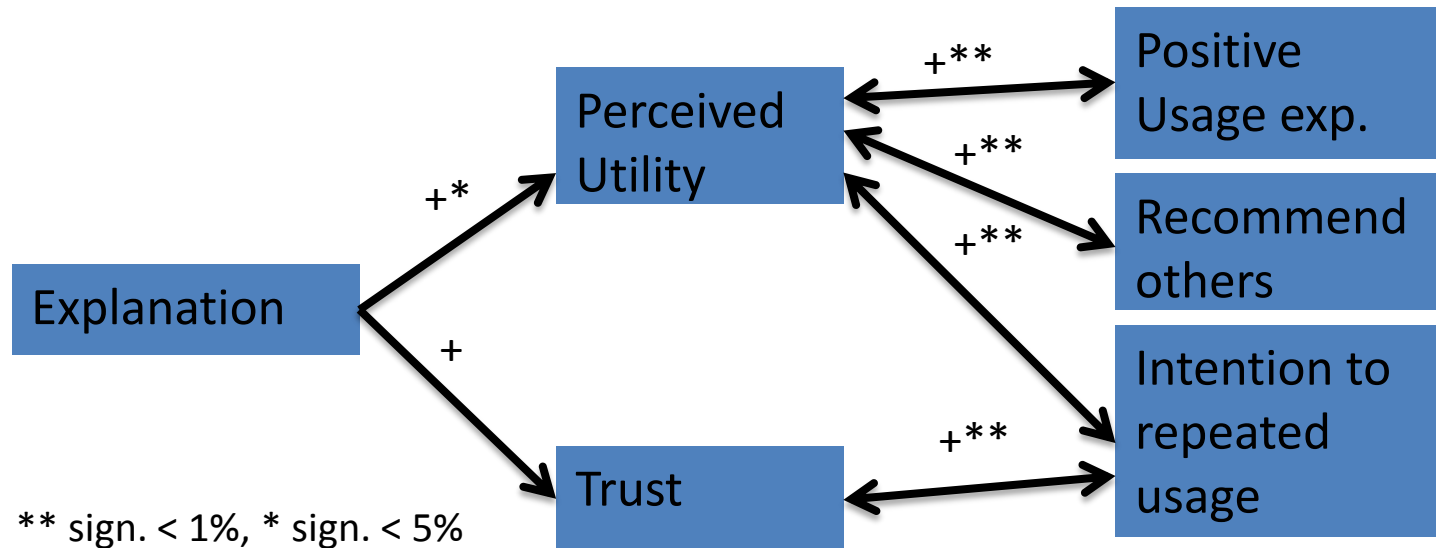 Explanation
+*
+
Perceived
Utility
Trust
+**
+**
+**
+**
Positive
Usage exp.
Recommend
others
Intention to
repeated
usage
** sign. < 1%, * sign. < 5%